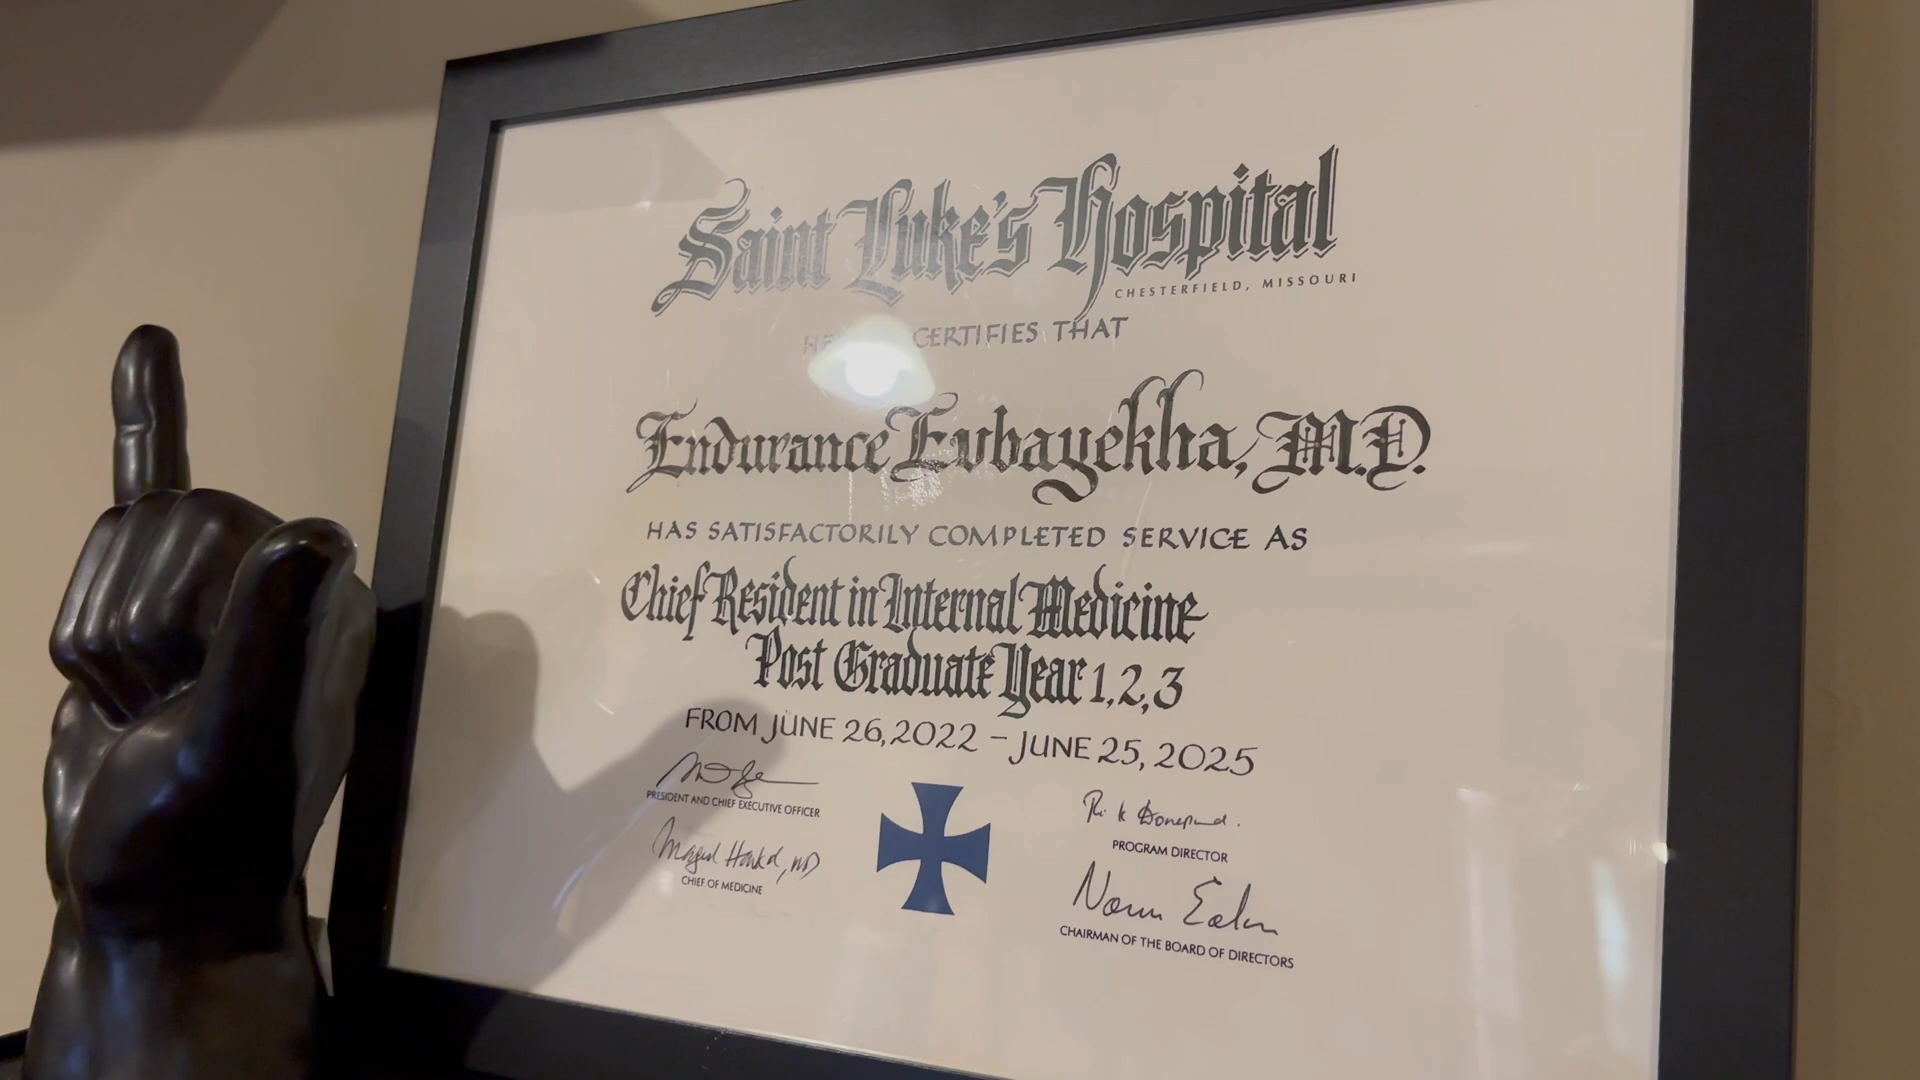 Saint Luke's Hospital
CHESTERFIELD, MISSOURI
CERTIFIES THAT
Endurance Evbayekha, M.D.
HAS SATISFACTORILY COMPLETED SERVICE AS
Chief Resident in Internal Medicine
Post Graduate Year 1, 2, 3
FROM JUNE 26, 2022 – JUNE 25, 2025
PRESIDENT AND CHIEF EXECUTIVE OFFICER
PROGRAM DIRECTOR
CHIEF OF MEDICINE
CHAIRMAN OF THE BOARD OF DIRECTORS